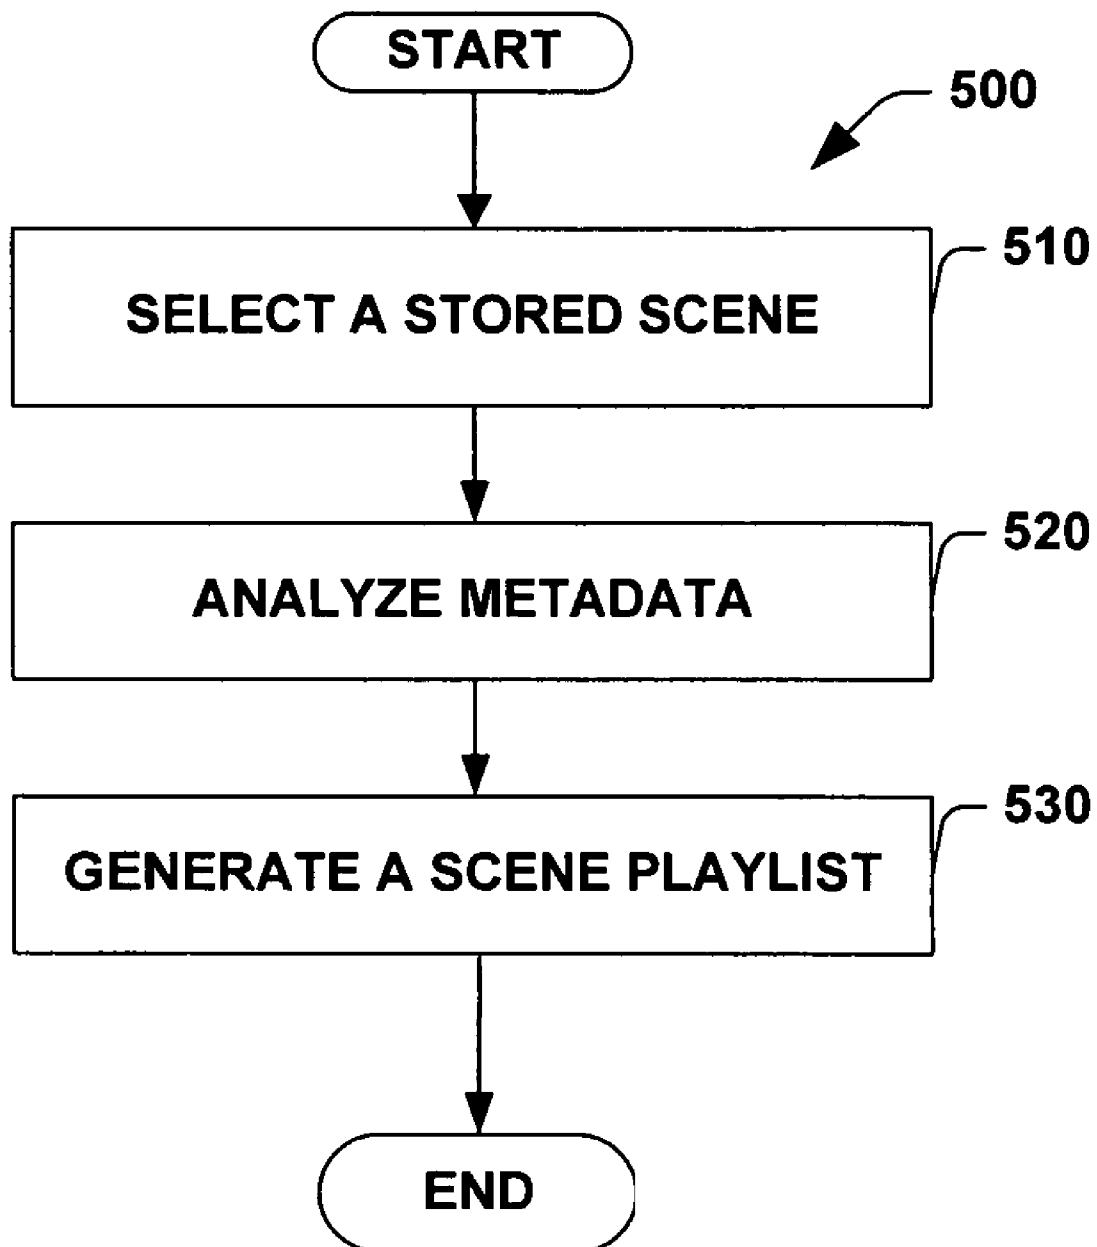 START
500
510
SELECT A STORED SCENE
520
ANALYZE METADATA
530
GENERATE A SCENE PLAYLIST
END